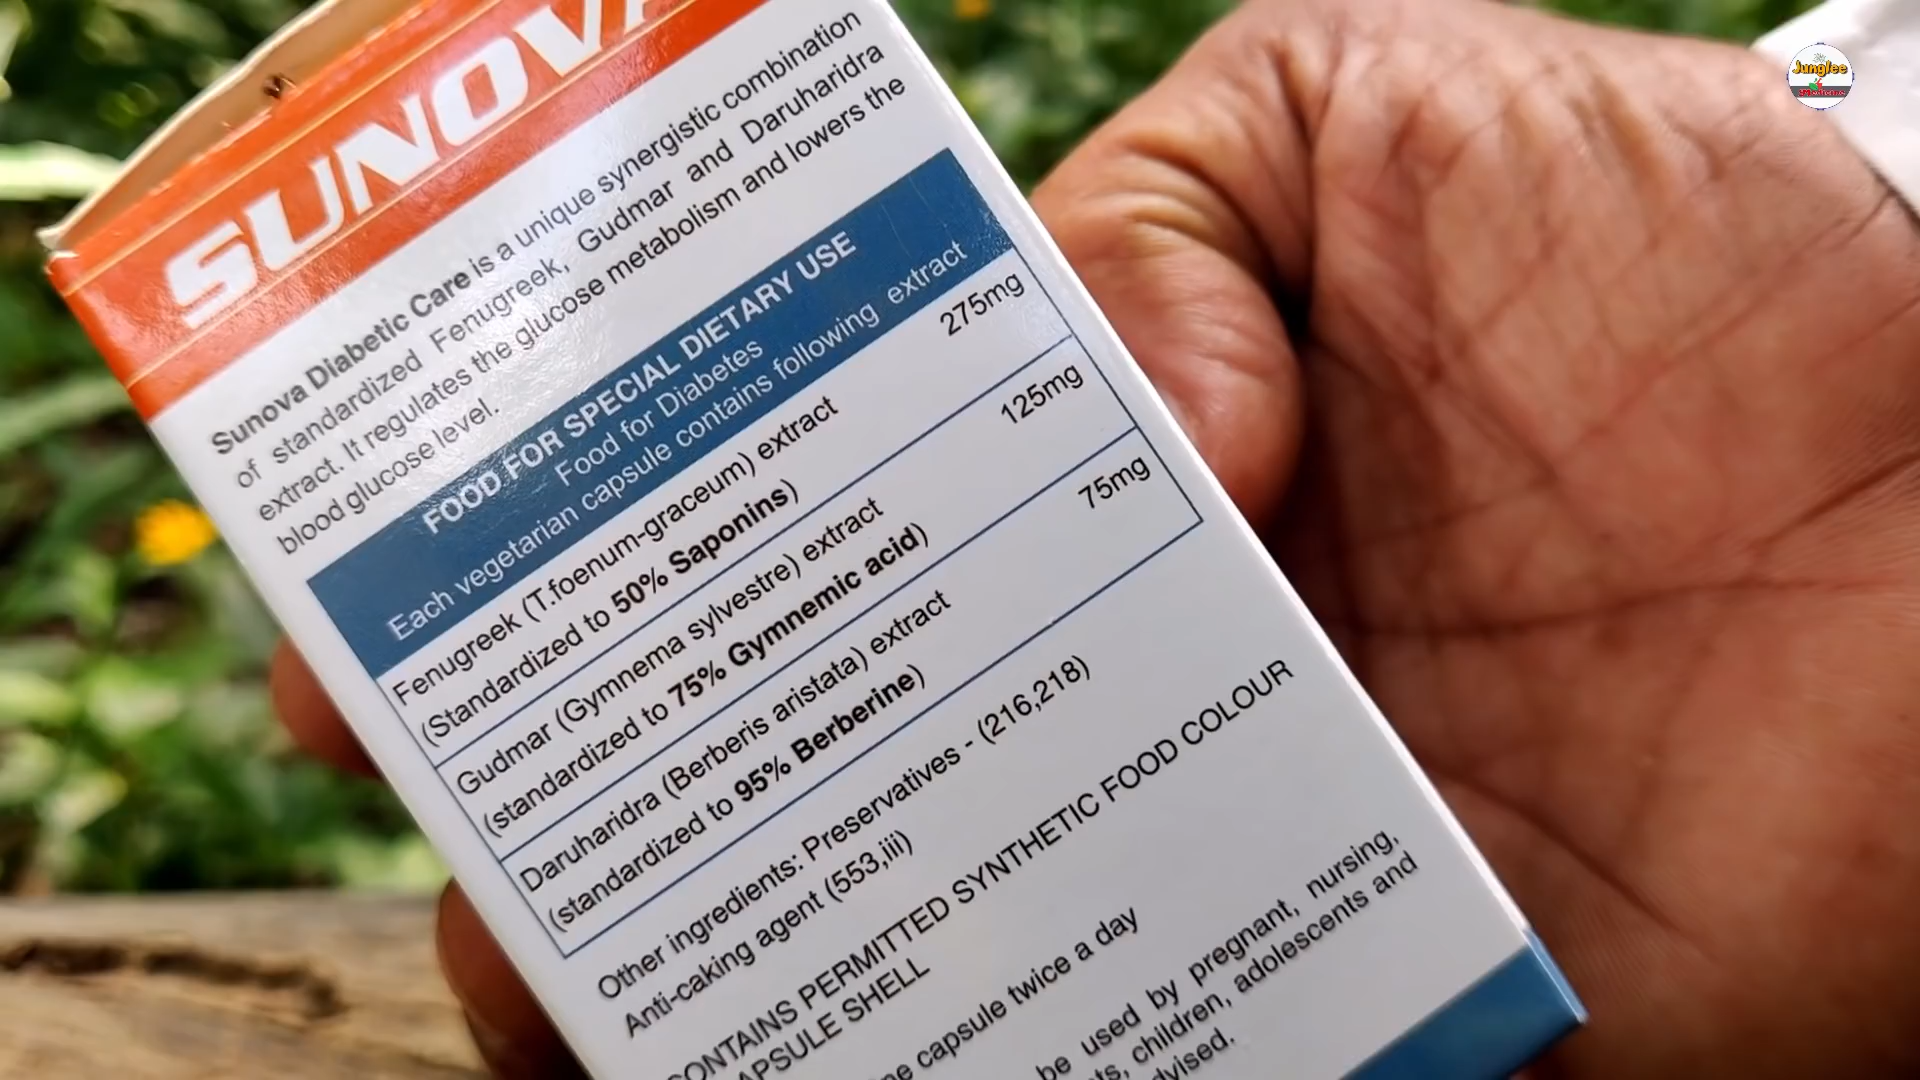 SUNOVA
Sunova Diabetic Care is a unique synergistic combination
of standardized Fenugreek, Gudmar and Daruharidra
extract. It regulates the glucose metabolism and lowers the
blood glucose level.
FOOD FOR SPECIAL DIETARY USE
Food for Diabetes
Each vegetarian capsule contains following extract
Fenugreek (T.foenum-graceum) extract 275mg
(Standardized to 50% Saponins)
Gudmar (Gymnema sylvestre) extract 125mg
(standardized to 75% Gymnemic acid)
Daruharidra (Berberis aristata) extract 75mg
(standardized to 95% Berberine)
Other ingredients: Preservatives - (216,218)
Anti-caking agent (553,iii)
CONTAINS PERMITTED SYNTHETIC FOOD COLOUR
CAPSULE SHELL
capsule twice a day
be used by pregnant, nursing,
children, adolescents and
Junglee
Medicine